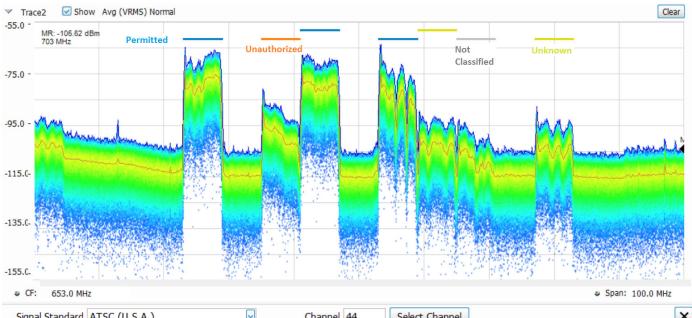 Trace2 Show Avg (VRMS) Normal Clear
-55.0
MR: -106.62 dBm
703 MHz
Permitted
Unauthorized
Not
Classified
Unknown
-75.0
-95.0
-115.0
-135.0
-155.0
M
CF: 653.0 MHz Span: 100.0 MHz
Signal Standard ATSC (U.S.A.) Channel 44 Select Channel X